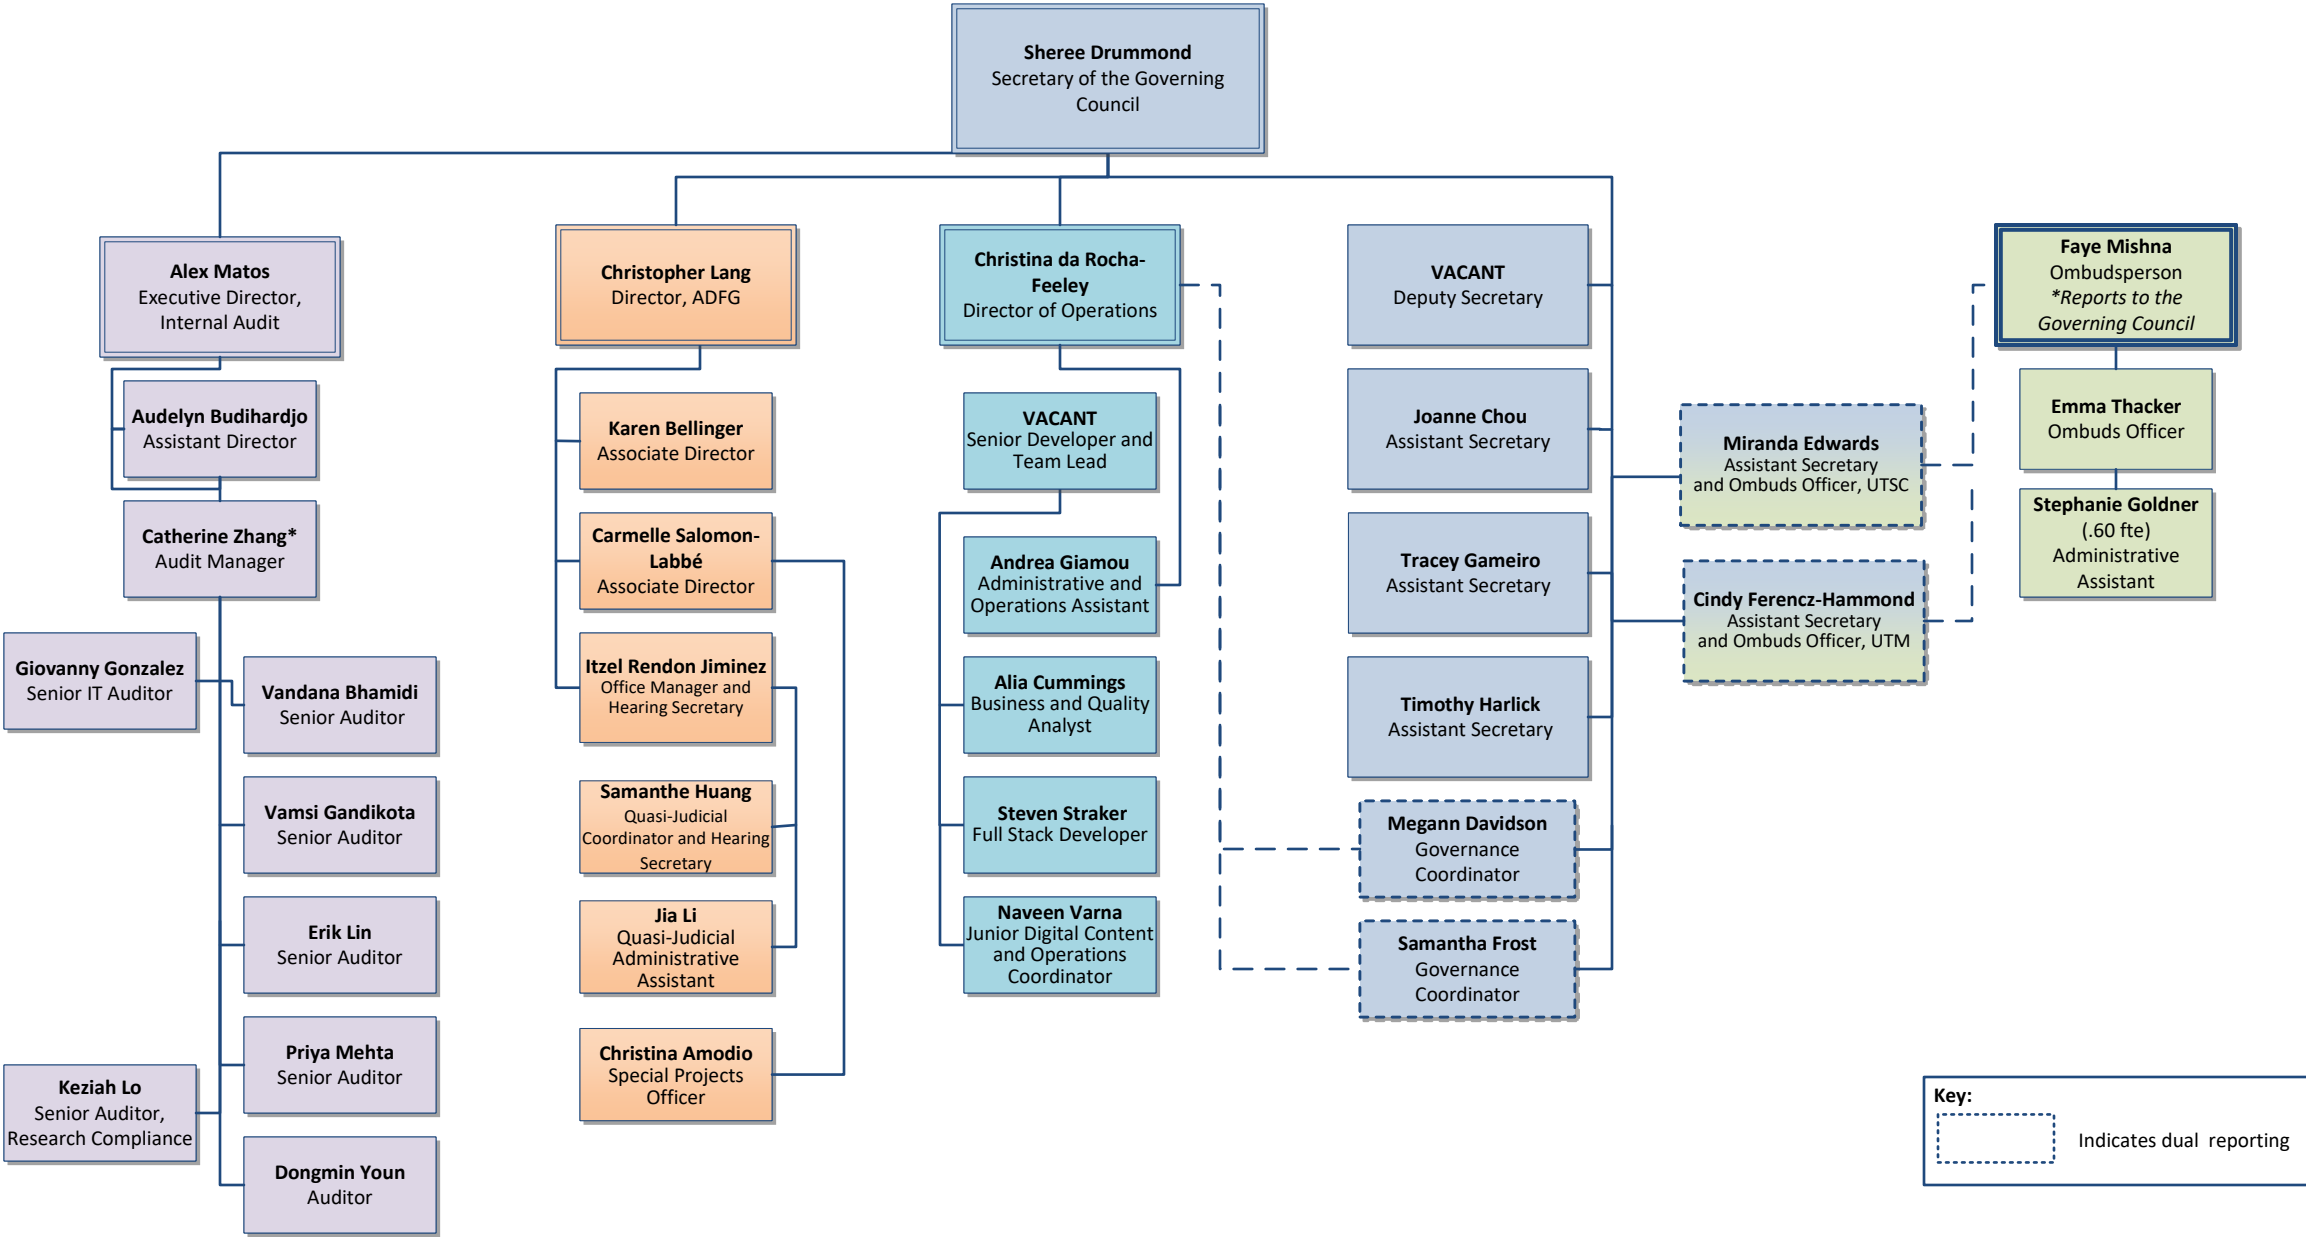 Sheree Drummond
Secretary of the Governing
Council
Alex Matos
Executive Director,
Internal Audit
Audelyn Budihardjo
Assistant Director
Catherine Zhang*
Audit Manager
Giovanny Gonzalez
Senior IT Auditor
Vandana Bhamidi
Senior Auditor
Vamsi Gandikota
Senior Auditor
Erik Lin
Senior Auditor
Priya Mehta
Senior Auditor
Keziah Lo
Senior Auditor,
Research Compliance
Dongmin Youn
Auditor
Christopher Lang
Director, ADFG
Karen Bellinger
Associate Director
Carmelle Salomon-
Labbé
Associate Director
Itzel Rendon Jiminez
Office Manager and
Hearing Secretary
Samanthe Huang
Quasi-Judicial
Coordinator and Hearing
Secretary
Jia Li
Quasi-Judicial
Administrative
Assistant
Christina Amodio
Special Projects
Officer
Christina da Rocha-
Feeley
Director of Operations
VACANT
Senior Developer and
Team Lead
Andrea Giamou
Administrative and
Operations Assistant
Alia Cummings
Business and Quality
Analyst
Steven Straker
Full Stack Developer
Naveen Varna
Junior Digital Content
and Operations
Coordinator
VACANT
Deputy Secretary
Joanne Chou
Assistant Secretary
Tracey Gameiro
Assistant Secretary
Timothy Harlick
Assistant Secretary
Megann Davidson
Governance
Coordinator
Samantha Frost
Governance
Coordinator
Miranda Edwards
Assistant Secretary
and Ombuds Officer, UTSC
Cindy Ferencz-Hammond
Assistant Secretary
and Ombuds Officer, UTM
Faye Mishna
Ombudsperson
*Reports to the
Governing Council
Emma Thacker
Ombuds Officer
Stephanie Goldner
(.60 fte)
Administrative
Assistant
Key:
Indicates dual reporting